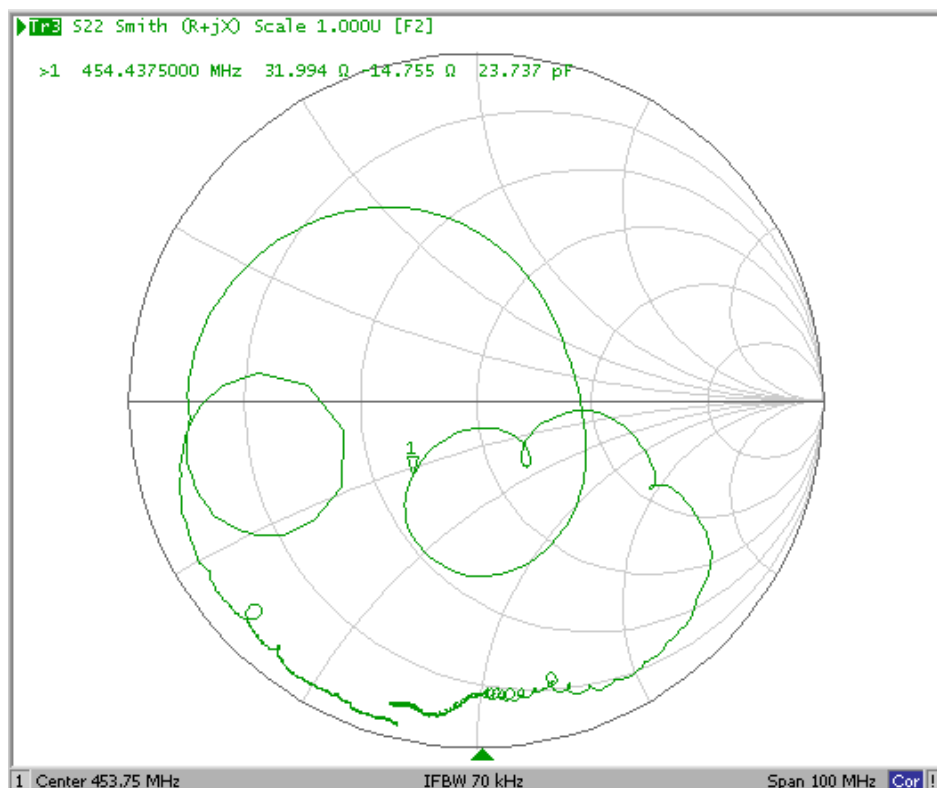 Tr3 S22 Smith (R+jX) Scale 1.000U [F2]
>1 454.4375000 MHz 31.994 Ω -14.755 Ω 23.737 pF
1
1 Center 453.75 MHz IFBW 70 kHz Span 100 MHz Cor !